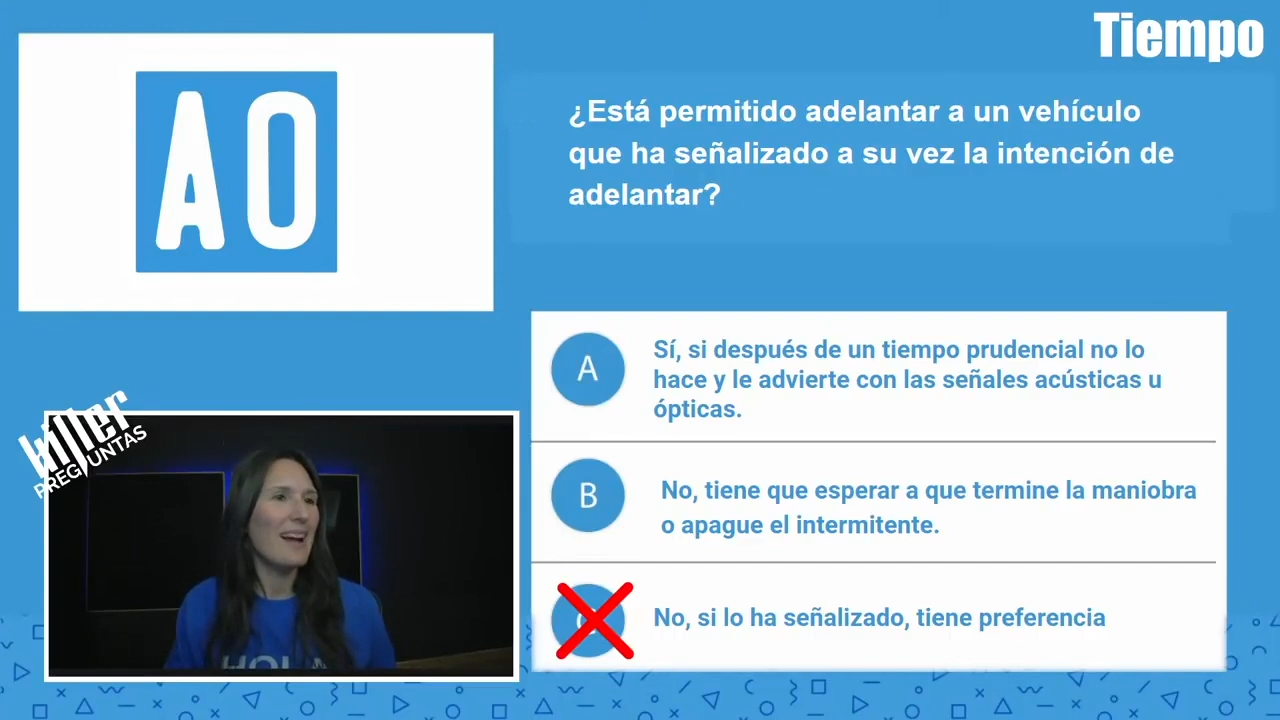 Tiempo
AO
¿Está permitido adelantar a un vehículo
que ha señalizado a su vez la intención de
adelantar?
A
Sí, si después de un tiempo prudencial no lo
hace y le advierte con las señales acústicas u
ópticas.
B
No, tiene que esperar a que termine la maniobra
o apague el intermitente.
No, si lo ha señalizado, tiene preferencia
killer
PREGUNTAS
HOLA